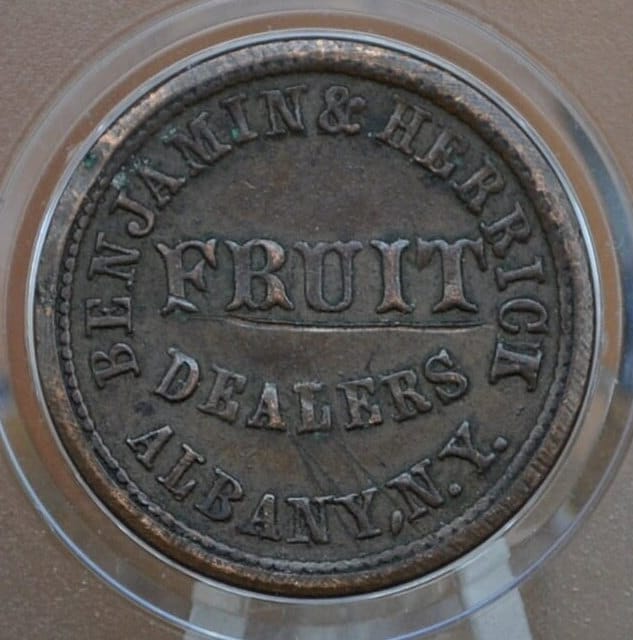 BENJAMIN & HERRICK
FRUIT
DEALERS
ALBANY, N.Y.